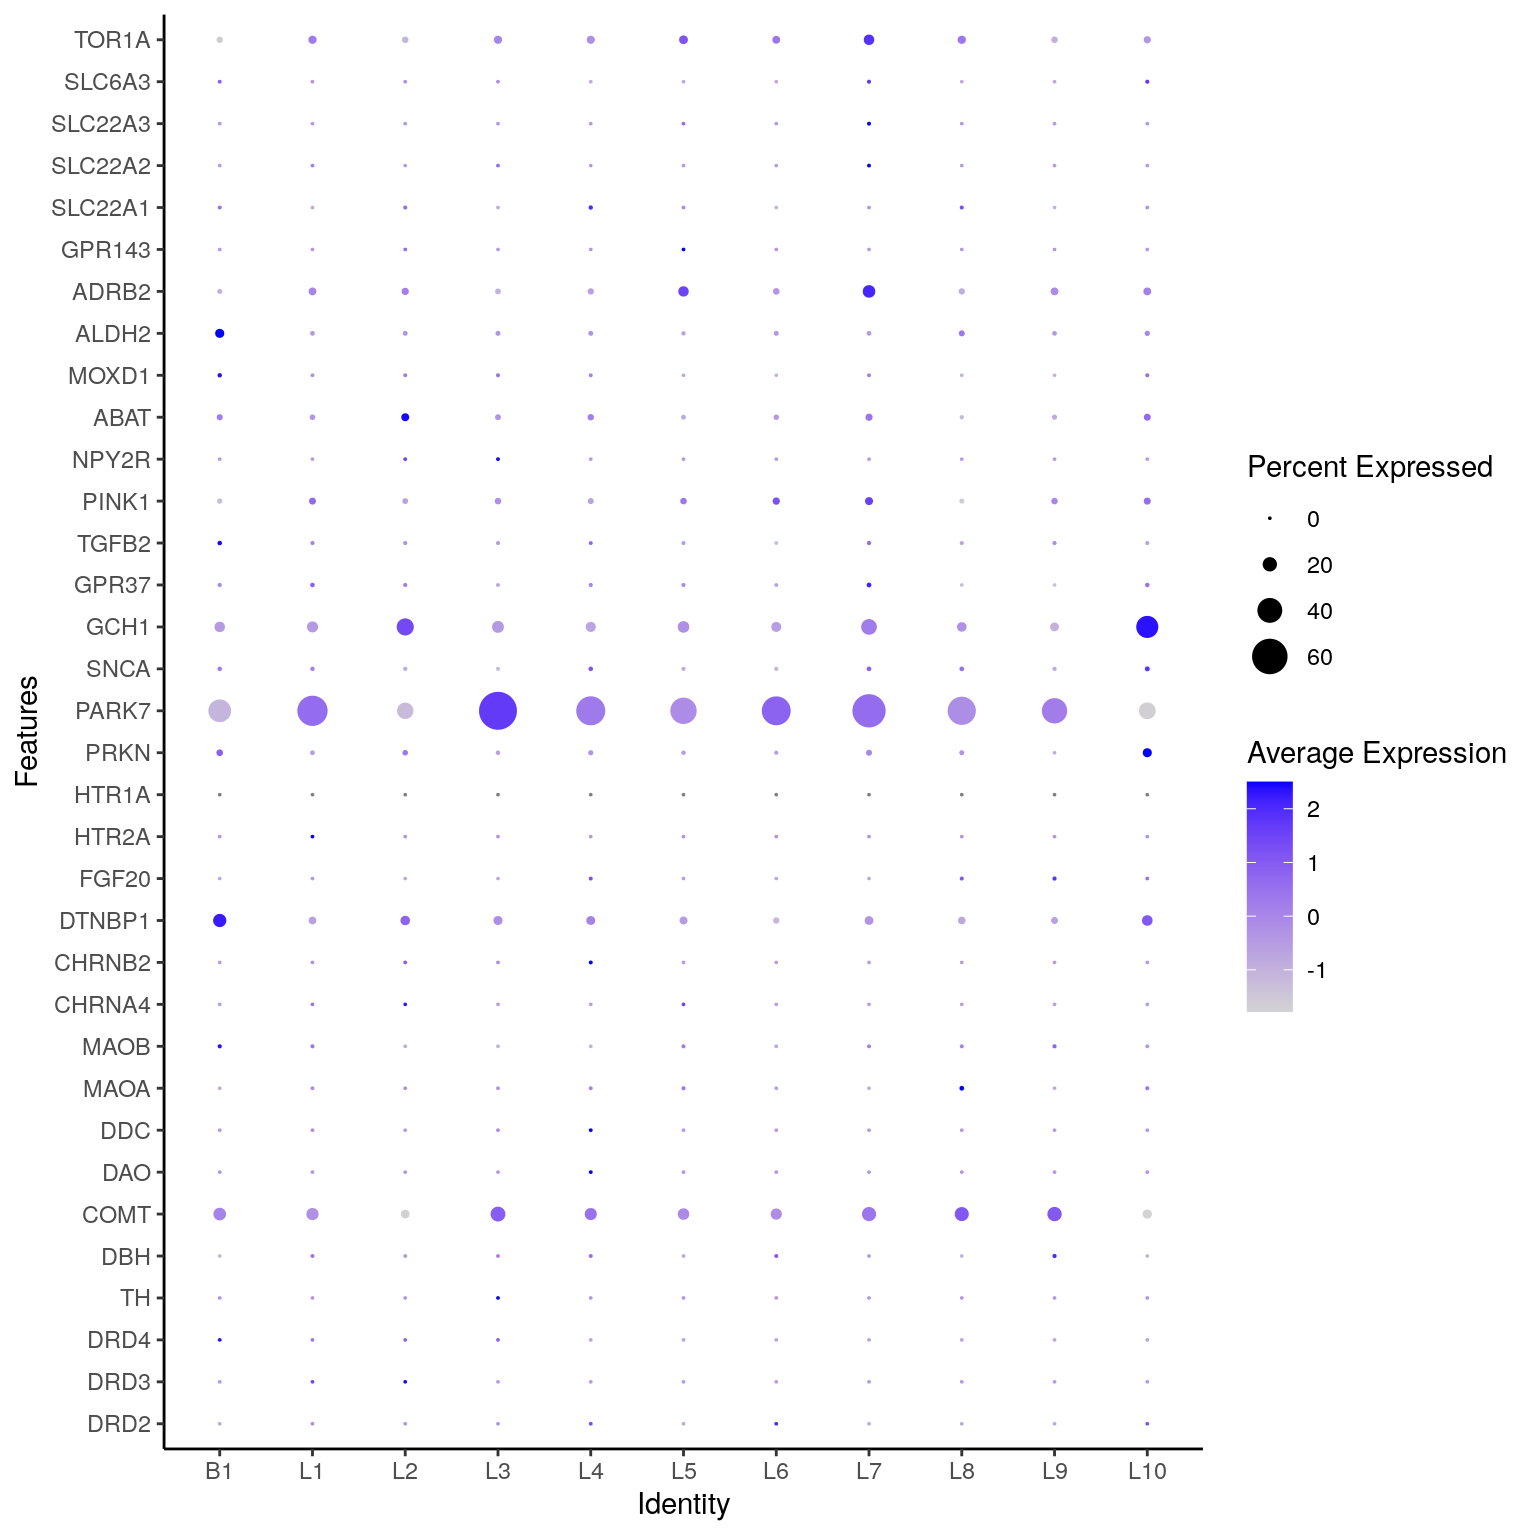 TOR1A
SLC6A3
SLC22A3
SLC22A2
SLC22A1
GPR143
ADRB2
ALDH2
MOXD1
ABAT
NPY2R
PINK1
TGFB2
GPR37
GCH1
SNCA
PARK7
PRKN
HTR1A
HTR2A
FGF20
DTNBP1
CHRNB2
CHRNA4
MAOB
MAOA
DDC
DAO
COMT
DBH
TH
DRD4
DRD3
DRD2
Features
B1 L1 L2 L3 L4 L5 L6 L7 L8 L9 L10
Identity
Percent Expressed
0
20
40
60
Average Expression
2
1
0
-1